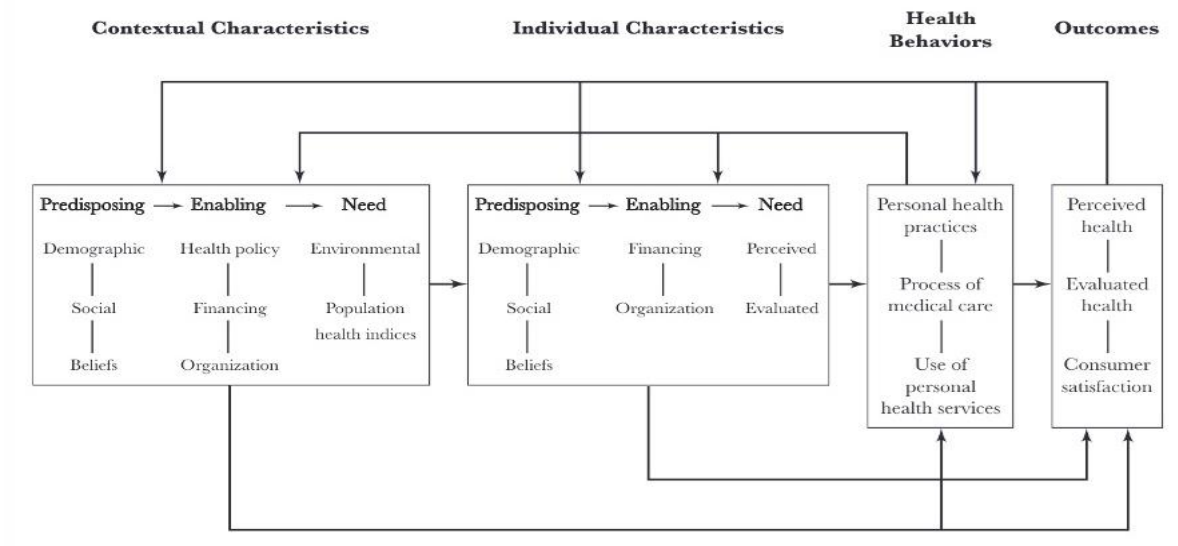 Contextual Characteristics
Individual Characteristics
Health
Behaviors
Outcomes
Predisposing
Enabling
Need
Demographic
Health policy
Environmental
Social
Financing
Population
health indices
Beliefs
Organization
Predisposing
Enabling
Need
Demographic
Financing
Perceived
Social
Organization
Evaluated
Beliefs
Personal health
practices
Process of
medical care
Use of
personal
health services
Perceived
health
Evaluated
health
Consumer
satisfaction